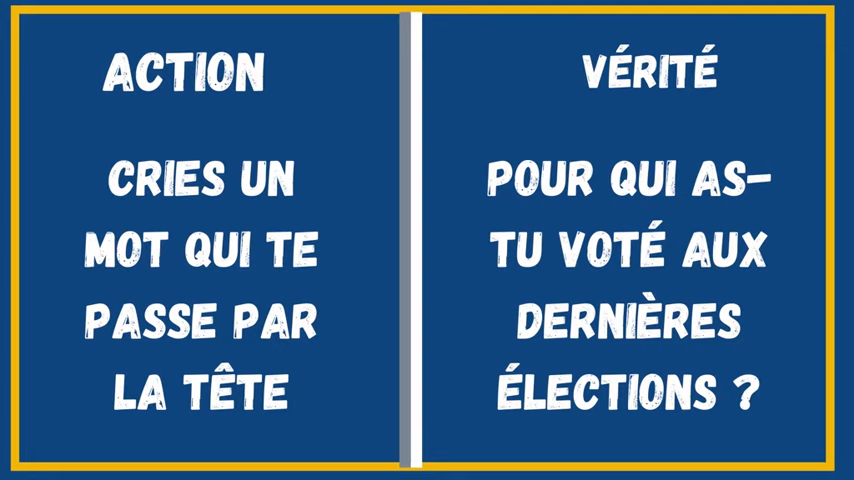 ACTION
CRIES UN
MOT QUI TE
PASSE PAR
LA TÊTE
VÉRITÉ
POUR QUI AS-
TU VOTÉ AUX
DERNIÈRES
ÉLECTIONS ?